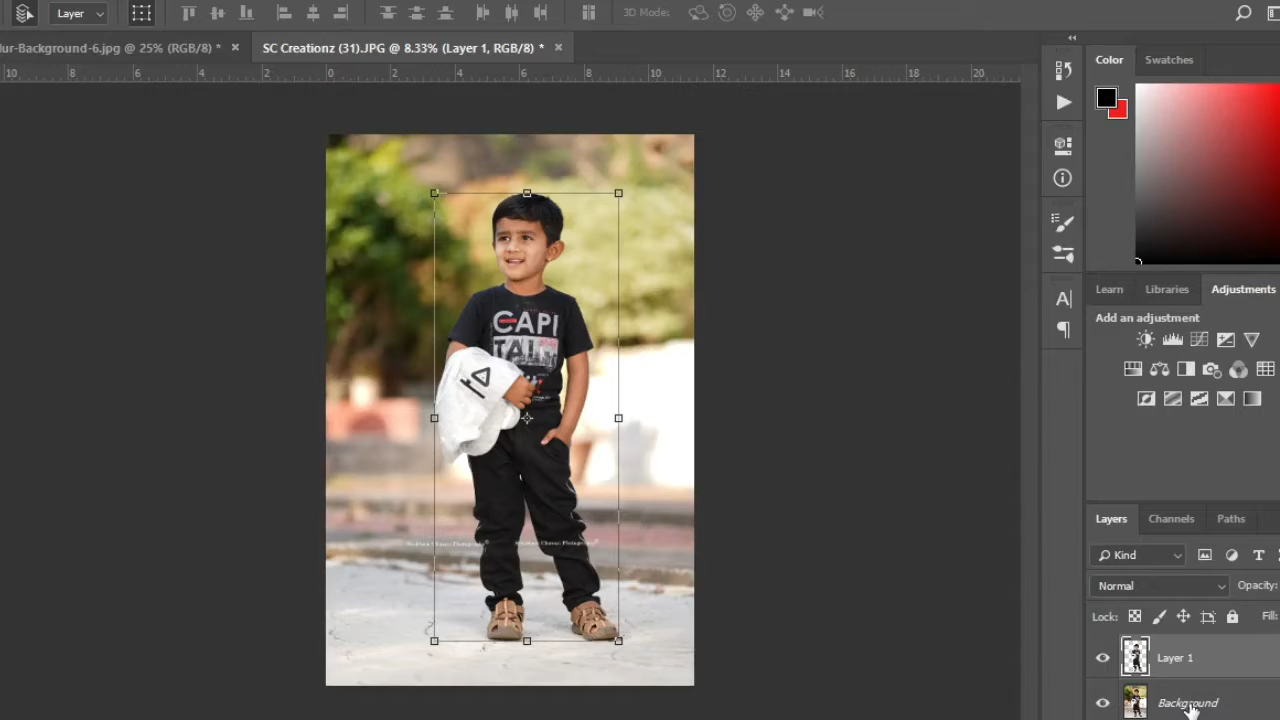 Layer
3D Mode:
lur-Background-6.jpg @ 25% (RGB/8) *
SC Creationz (31).JPG @ 8.33% (Layer 1, RGB/8) *
10 8 6 4 2 0 2 4 6 8 10 12 14 16 18 20
Color
Swatches
CAPI
TAL
Learn
Libraries
Adjustments
Add an adjustment
Layers
Channels
Paths
Kind
Normal
Opacity:
Lock:
Fill:
Layer 1
Background